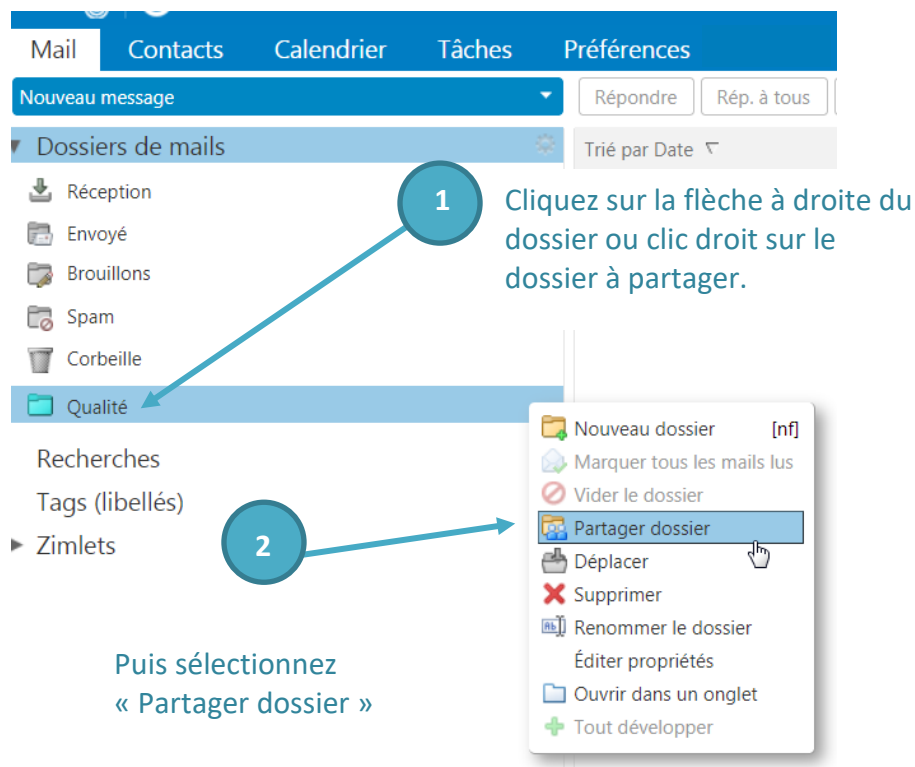 Mail Contacts Calendrier Tâches Préférences
Nouveau message Répondre Rép. à tous
Dossiers de mails Trié par Date
Réception
Envoyé
Brouillons
Spam
Corbeille
Qualité
Recherches
Tags (libellés)
Zimlets
1
Cliquez sur la flèche à droite du
dossier ou clic droit sur le
dossier à partager.
Nouveau dossier [nf]
Marquer tous les mails lus
Vider le dossier
Partager dossier
Déplacer
Supprimer
Renommer le dossier
Éditer propriétés
Ouvrir dans un onglet
Tout développer
2
Puis sélectionnez
« Partager dossier »